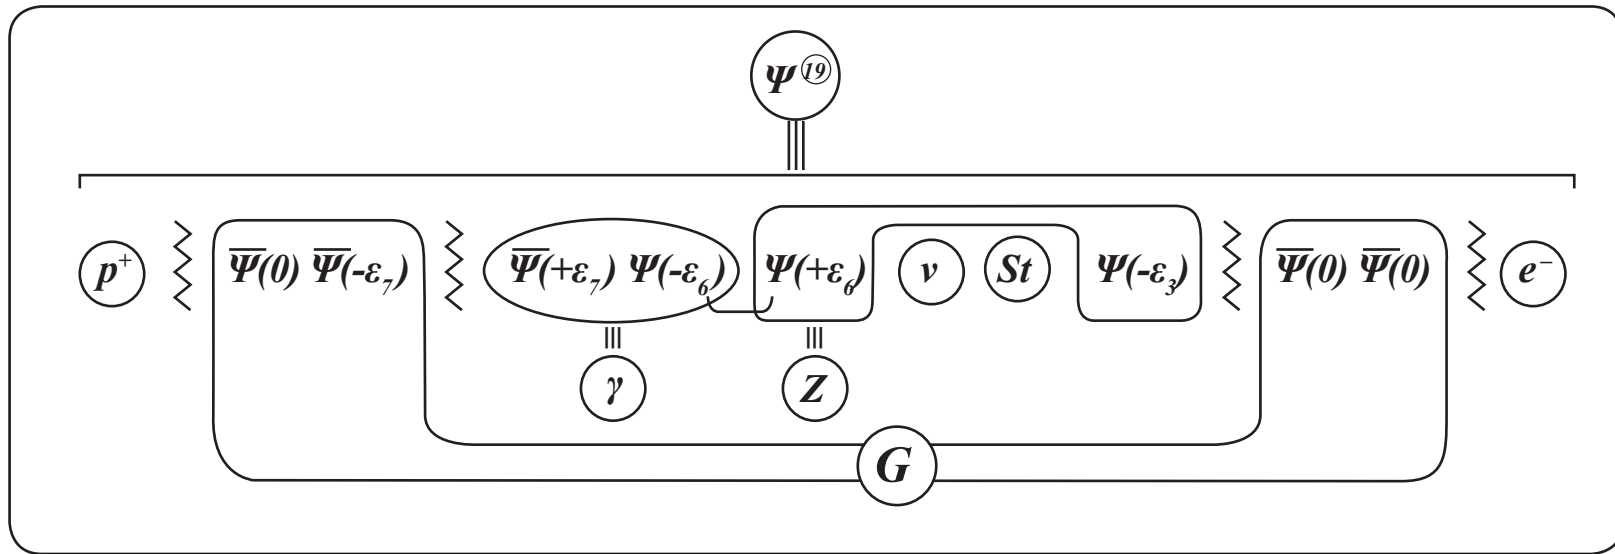 Ψ⑲
p⁺ Ψ̅(0) Ψ̅(-ε₇) Ψ̅(+ε₇) Ψ(-ε₆) Ψ(+ε₆) ν St Ψ(-ε₃) Ψ̅(0) Ψ̅(0) e⁻
γ Z
G